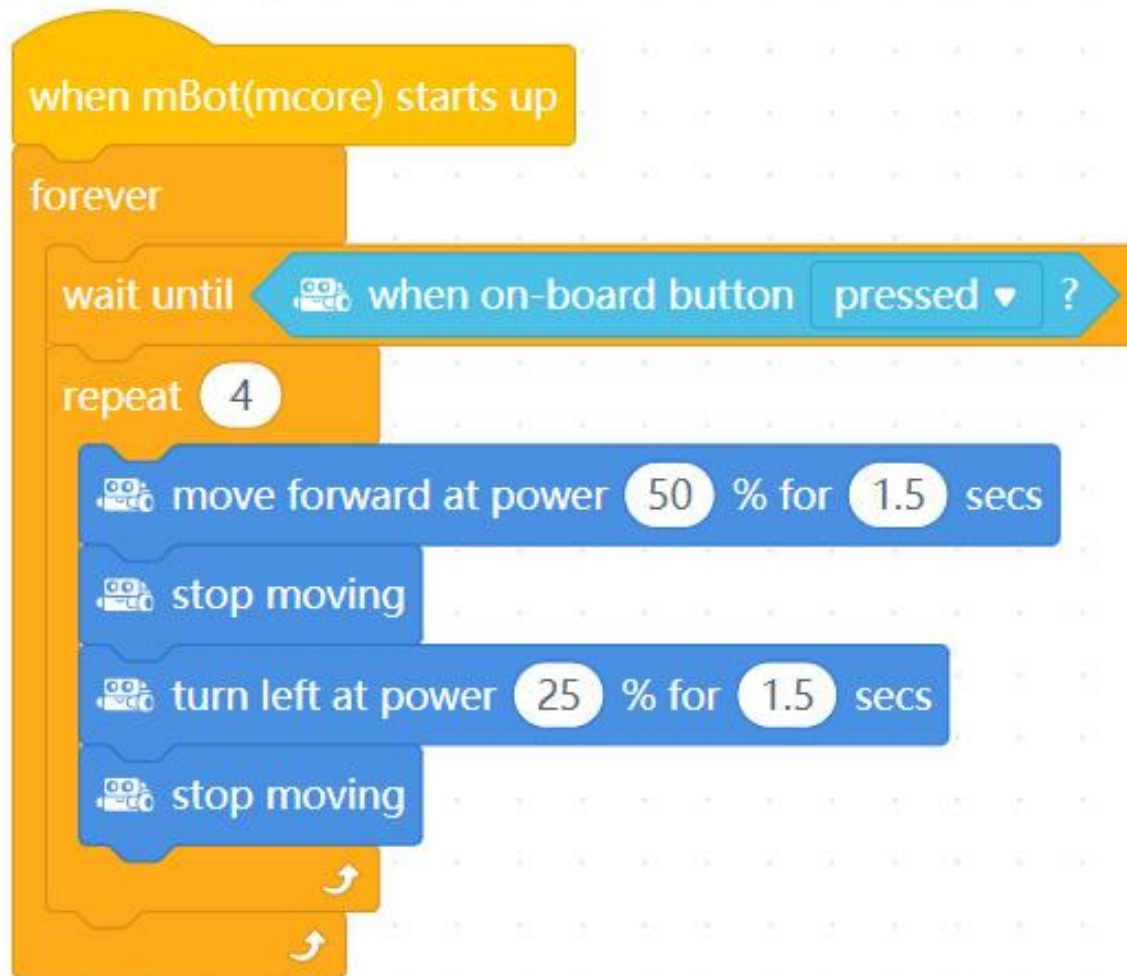 when mBot(mcore) starts up
forever
wait until when on-board button pressed ?
repeat 4
move forward at power 50 % for 1.5 secs
stop moving
turn left at power 25 % for 1.5 secs
stop moving